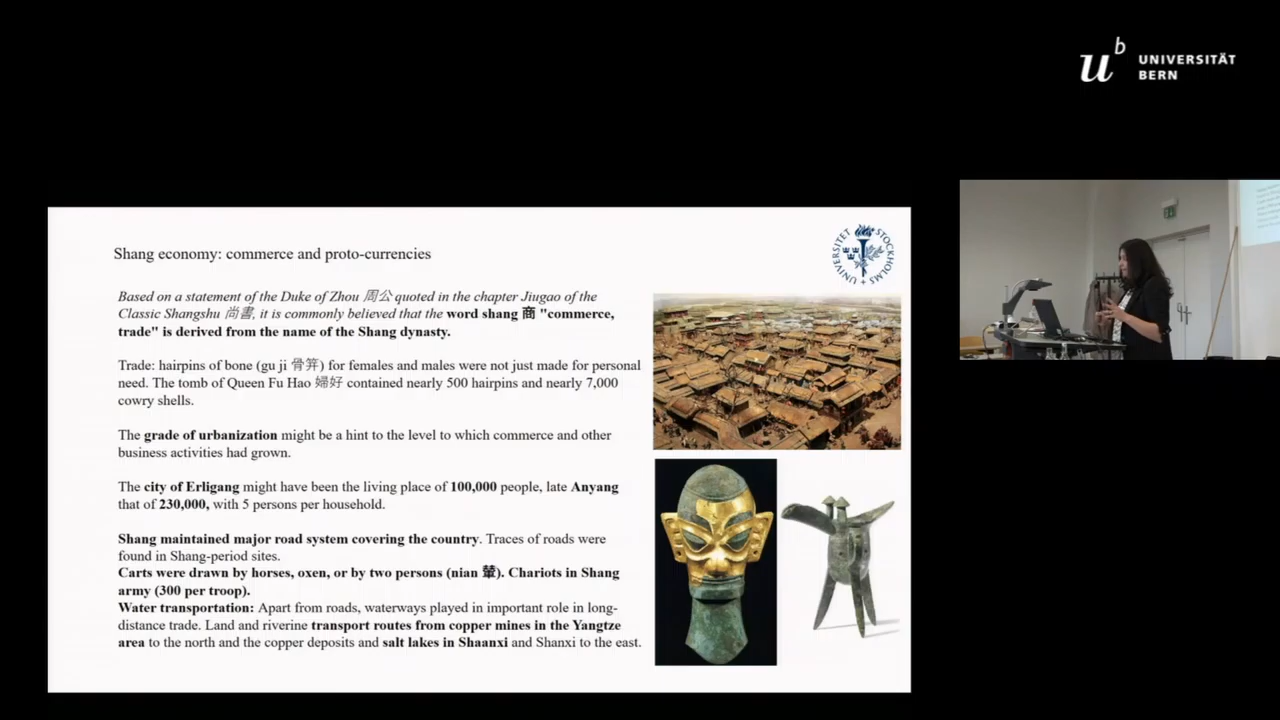 u^b UNIVERSITÄT
BERN
Shang economy: commerce and proto-currencies
STOCKHOLMS UNIVERSITET
Based on a statement of the Duke of Zhou 周公 quoted in the chapter Jiugao of the
Classic Shangshu 尚書, it is commonly believed that the word shang 商 "commerce,
trade" is derived from the name of the Shang dynasty.
Trade: hairpins of bone (gu ji 骨笄) for females and males were not just made for personal
need. The tomb of Queen Fu Hao 婦好 contained nearly 500 hairpins and nearly 7,000
cowry shells.
The grade of urbanization might be a hint to the level to which commerce and other
business activities had grown.
The city of Erligang might have been the living place of 100,000 people, late Anyang
that of 230,000, with 5 persons per household.
Shang maintained major road system covering the country. Traces of roads were
found in Shang-period sites.
Carts were drawn by horses, oxen, or by two persons (nian 輦). Chariots in Shang
army (300 per troop).
Water transportation: Apart from roads, waterways played in important role in long-
distance trade. Land and riverine transport routes from copper mines in the Yangtze
area to the north and the copper deposits and salt lakes in Shaanxi and Shanxi to the east.